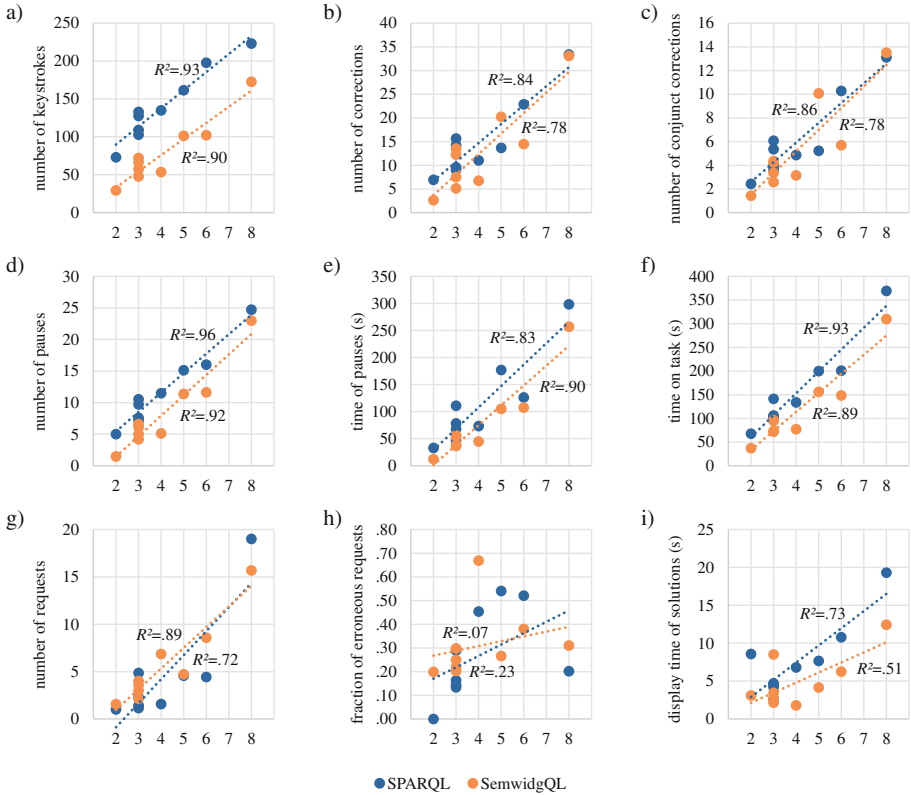 a)
number of keystrokes
250
200
150
100
50
0
R²=.93
R²=.90
2 3 4 5 6 7 8
b)
number of corrections
40
35
30
25
20
15
10
5
0
R²=.84
R²=.78
2 3 4 5 6 7 8
c)
number of conjunct corrections
16
14
12
10
8
6
4
2
0
R²=.86
R²=.78
2 3 4 5 6 7 8
d)
number of pauses
30
25
20
15
10
5
0
R²=.96
R²=.92
2 3 4 5 6 7 8
e)
time of pauses (s)
350
300
250
200
150
100
50
0
R²=.83
R²=.90
2 3 4 5 6 7 8
f)
time on task (s)
400
350
300
250
200
150
100
50
0
R²=.93
R²=.89
2 3 4 5 6 7 8
g)
number of requests
20
15
10
5
0
R²=.89
R²=.72
2 3 4 5 6 7 8
h)
fraction of erroneous requests
.80
.70
.60
.50
.40
.30
.20
.10
.00
R²=.07
R²=.23
2 3 4 5 6 7 8
i)
display time of solutions (s)
25
20
15
10
5
0
R²=.73
R²=.51
2 3 4 5 6 7 8
SPARQL SemwidgQL